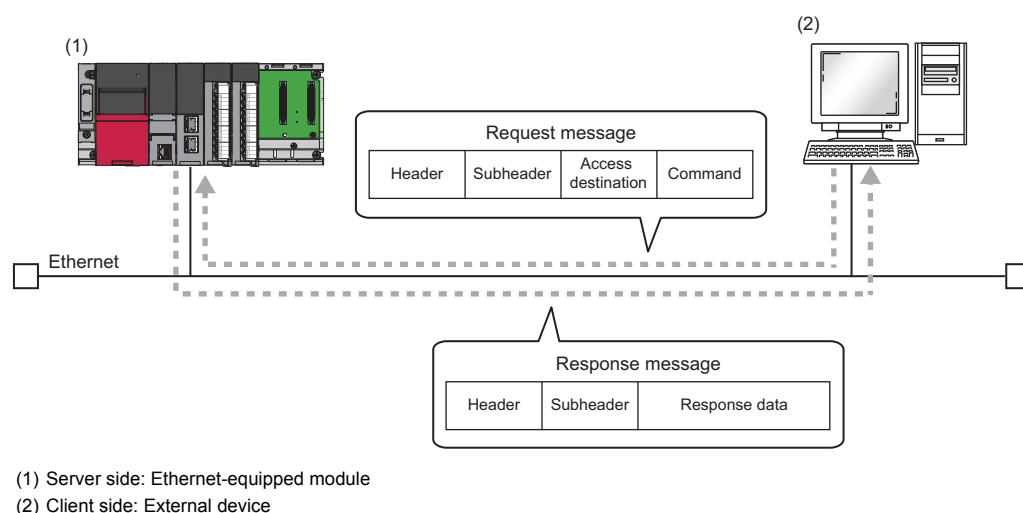 (1)
(2)
Request message
Header
Subheader
Access
destination
Command
Ethernet
Response message
Header
Subheader
Response data
(1) Server side: Ethernet-equipped module
(2) Client side: External device